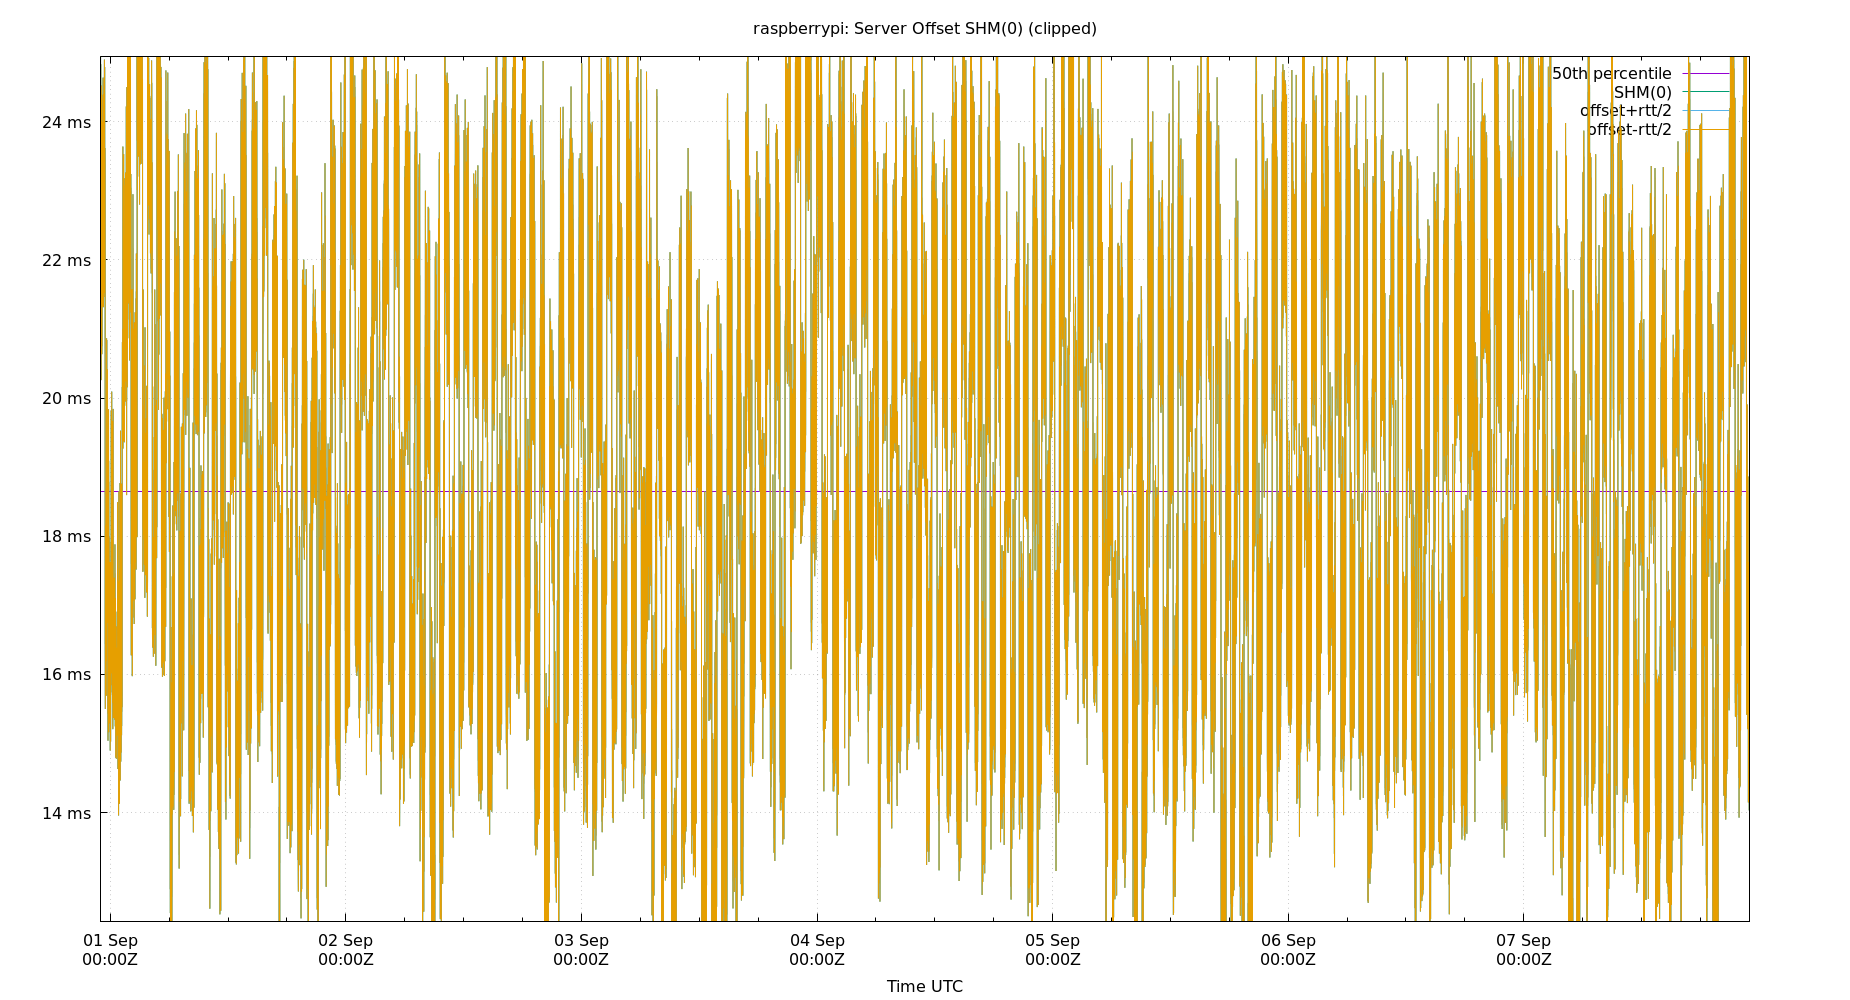 raspberrypi: Server Offset SHM(0) (clipped)
50th percentile
SHM(0)
offset+rtt/2
offset-rtt/2
24 ms
22 ms
20 ms
18 ms
16 ms
14 ms
01 Sep 02 Sep 03 Sep 04 Sep 05 Sep 06 Sep 07 Sep
00:00Z 00:00Z 00:00Z 00:00Z 00:00Z 00:00Z 00:00Z
Time UTC